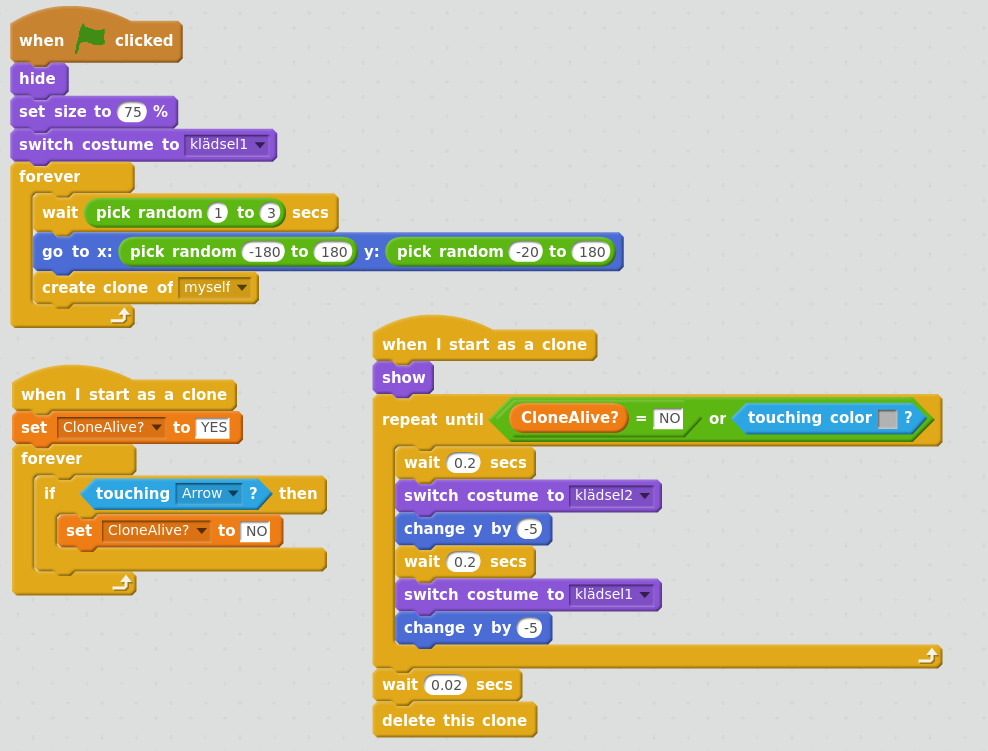 when clicked
hide
set size to 75 %
switch costume to klädsel1
forever
wait pick random 1 to 3 secs
go to x: pick random -180 to 180 y: pick random -20 to 180
create clone of myself
when I start as a clone
set CloneAlive? to YES
forever
if touching Arrow ? then
set CloneAlive? to NO
when I start as a clone
show
repeat until CloneAlive? = NO or touching color ?
wait 0.2 secs
switch costume to klädsel2
change y by -5
wait 0.2 secs
switch costume to klädsel1
change y by -5
wait 0.02 secs
delete this clone